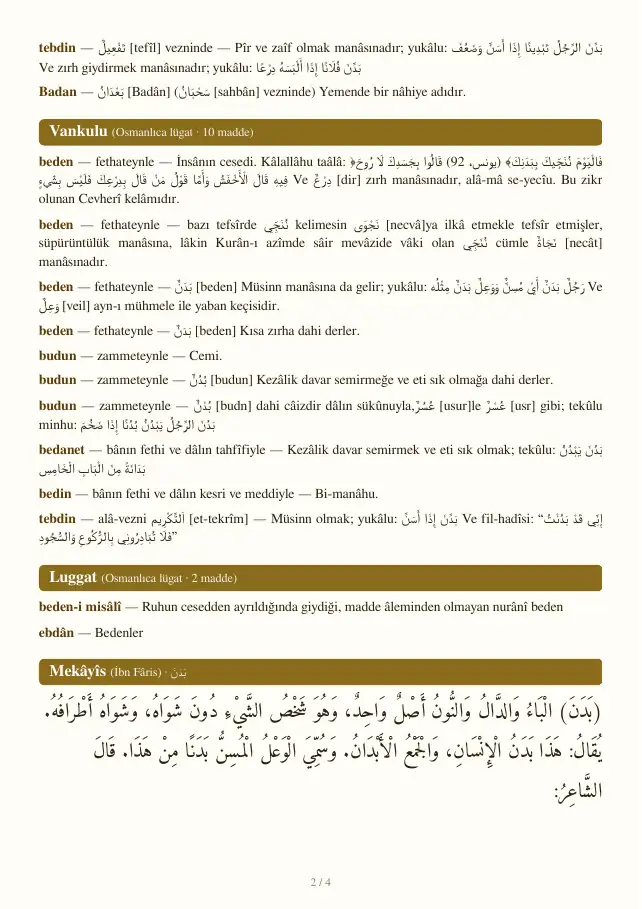 tebdin — تَفْعِيلٌ [tefîl] vezninde — Pîr ve zaîf olmak manâsınadır; yukâlu: بَدَّنَ الرَّجُلُ تَبْدِينًا إِذَا أَسَنَّ وَضَعُفَ
Ve zırh giydirmek manâsınadır; yukâlu: بَدَّنَ فُلَانًا إِذَا أَلْبَسَهُ دِرْعًا
Badan — بَعْدَانُ [Badân] (سَحْبَانُ [sahbân] vezninde) Yemende bir nâhiye adıdır.
Vankulu (Osmanlıca lügat · 10 madde)
beden — fethateynle — İnsânın cesedi. Kâlallâhu taâlâ: ﴿فَالْيَوْمَ نُنَجِّيكَ بِبَدَنِكَ﴾ (يونس، 92) قَالُوا بِجَسَدِكَ لَا رُوحَ
فِيهِ قَالَ الْأَخْفَشُ وَأَمَّا قَوْلُ مَنْ قَالَ بِدِرْعِكَ فَلَيْسَ بِشَيْءٍ Ve دِرْعٌ [dir] zırh manâsınadır, alâ-mâ se-yecîu. Bu zikr
olunan Cevherî kelâmıdır.
beden — fethateynle — bazı tefsîrde نُنَجِّي kelimesin نَجْوَى [necvâ]ya ilkâ etmekle tefsîr etmişler,
süpürüntülük manâsına, lâkin Kurân-ı azîmde sâir mevâzide vâki olan نُنَجِّي cümle نَجَاةٌ [necât]
manâsınadır.
beden — fethateynle — بَدَنٌ [beden] Müsinn manâsına da gelir; yukâlu: رَجُلٌ بَدَنٌ أَيْ مُسِنٌّ وَوَعِلٌ بَدَنٌ مِثْلُه Ve
وَعِلٌ [veil] ayn-ı mühmele ile yaban keçisidir.
beden — fethateynle — بَدَنٌ [beden] Kısa zırha dahi derler.
budun — zammeteynle — Cemi.
budun — zammeteynle — بُدُنٌ [budun] Kezâlik davar semirmeğe ve eti sık olmağa dahi derler.
budun — zammeteynle — بُدْنٌ [budn] dahi câizdir dâlın sükûnuyla,عُسُرٌ [usur]le عُسْرٌ [usr] gibi; tekûlu
minhu: بَدَنَ الرَّجُلُ يَبْدُنُ بُدْنًا إِذَا ضَخُمَ
bedanet — bânın fethi ve dâlın tahfîfiyle — Kezâlik davar semirmek ve eti sık olmak; tekûlu: بَدُنَ يَبْدُنُ
بَدَانَةً مِنَ الْبَابِ الْخَامِسِ
bedin — bânın fethi ve dâlın kesri ve meddiyle — Bi-manâhu.
tebdin — alâ-vezni اَلتَّكْرِيم [et-tekrîm] — Müsinn olmak; yukâlu: بَدَّنَ إِذَا أَسَنَّ Ve fil-hadîsi: “إِنِّي قَدْ بَدَّنْتُ
فَلَا تُبَادِرُونِي بِالرُّكُوعِ وَالسُّجُودِ”
Luggat (Osmanlıca lügat · 2 madde)
beden-i misâlî — Ruhun cesedden ayrıldığında giydiği, madde âleminden olmayan nurânî beden
ebdân — Bedenler
Mekâyîs (İbn Fâris) · بَدَنَ
(بَدَنَ) الْبَاءُ وَالدَّالُ وَالنُّونُ أَصْلٌ وَاحِدٌ، وَهُوَ شَخْصُ الشَّيْءِ دُونَ شَوَاهُ، وَشَوَاهُ أَطْرَافُهُ.
يُقَالُ: هَذَا بَدَنُ الْإِنْسَانِ، وَالْجَمْعُ الْأَبْدَانُ. وَسُمِّيَ الْوَعْلُ الْمُسِنُّ بَدَنًا مِنْ هَذَا. قَالَ
الشَّاعِرُ:
2 / 4